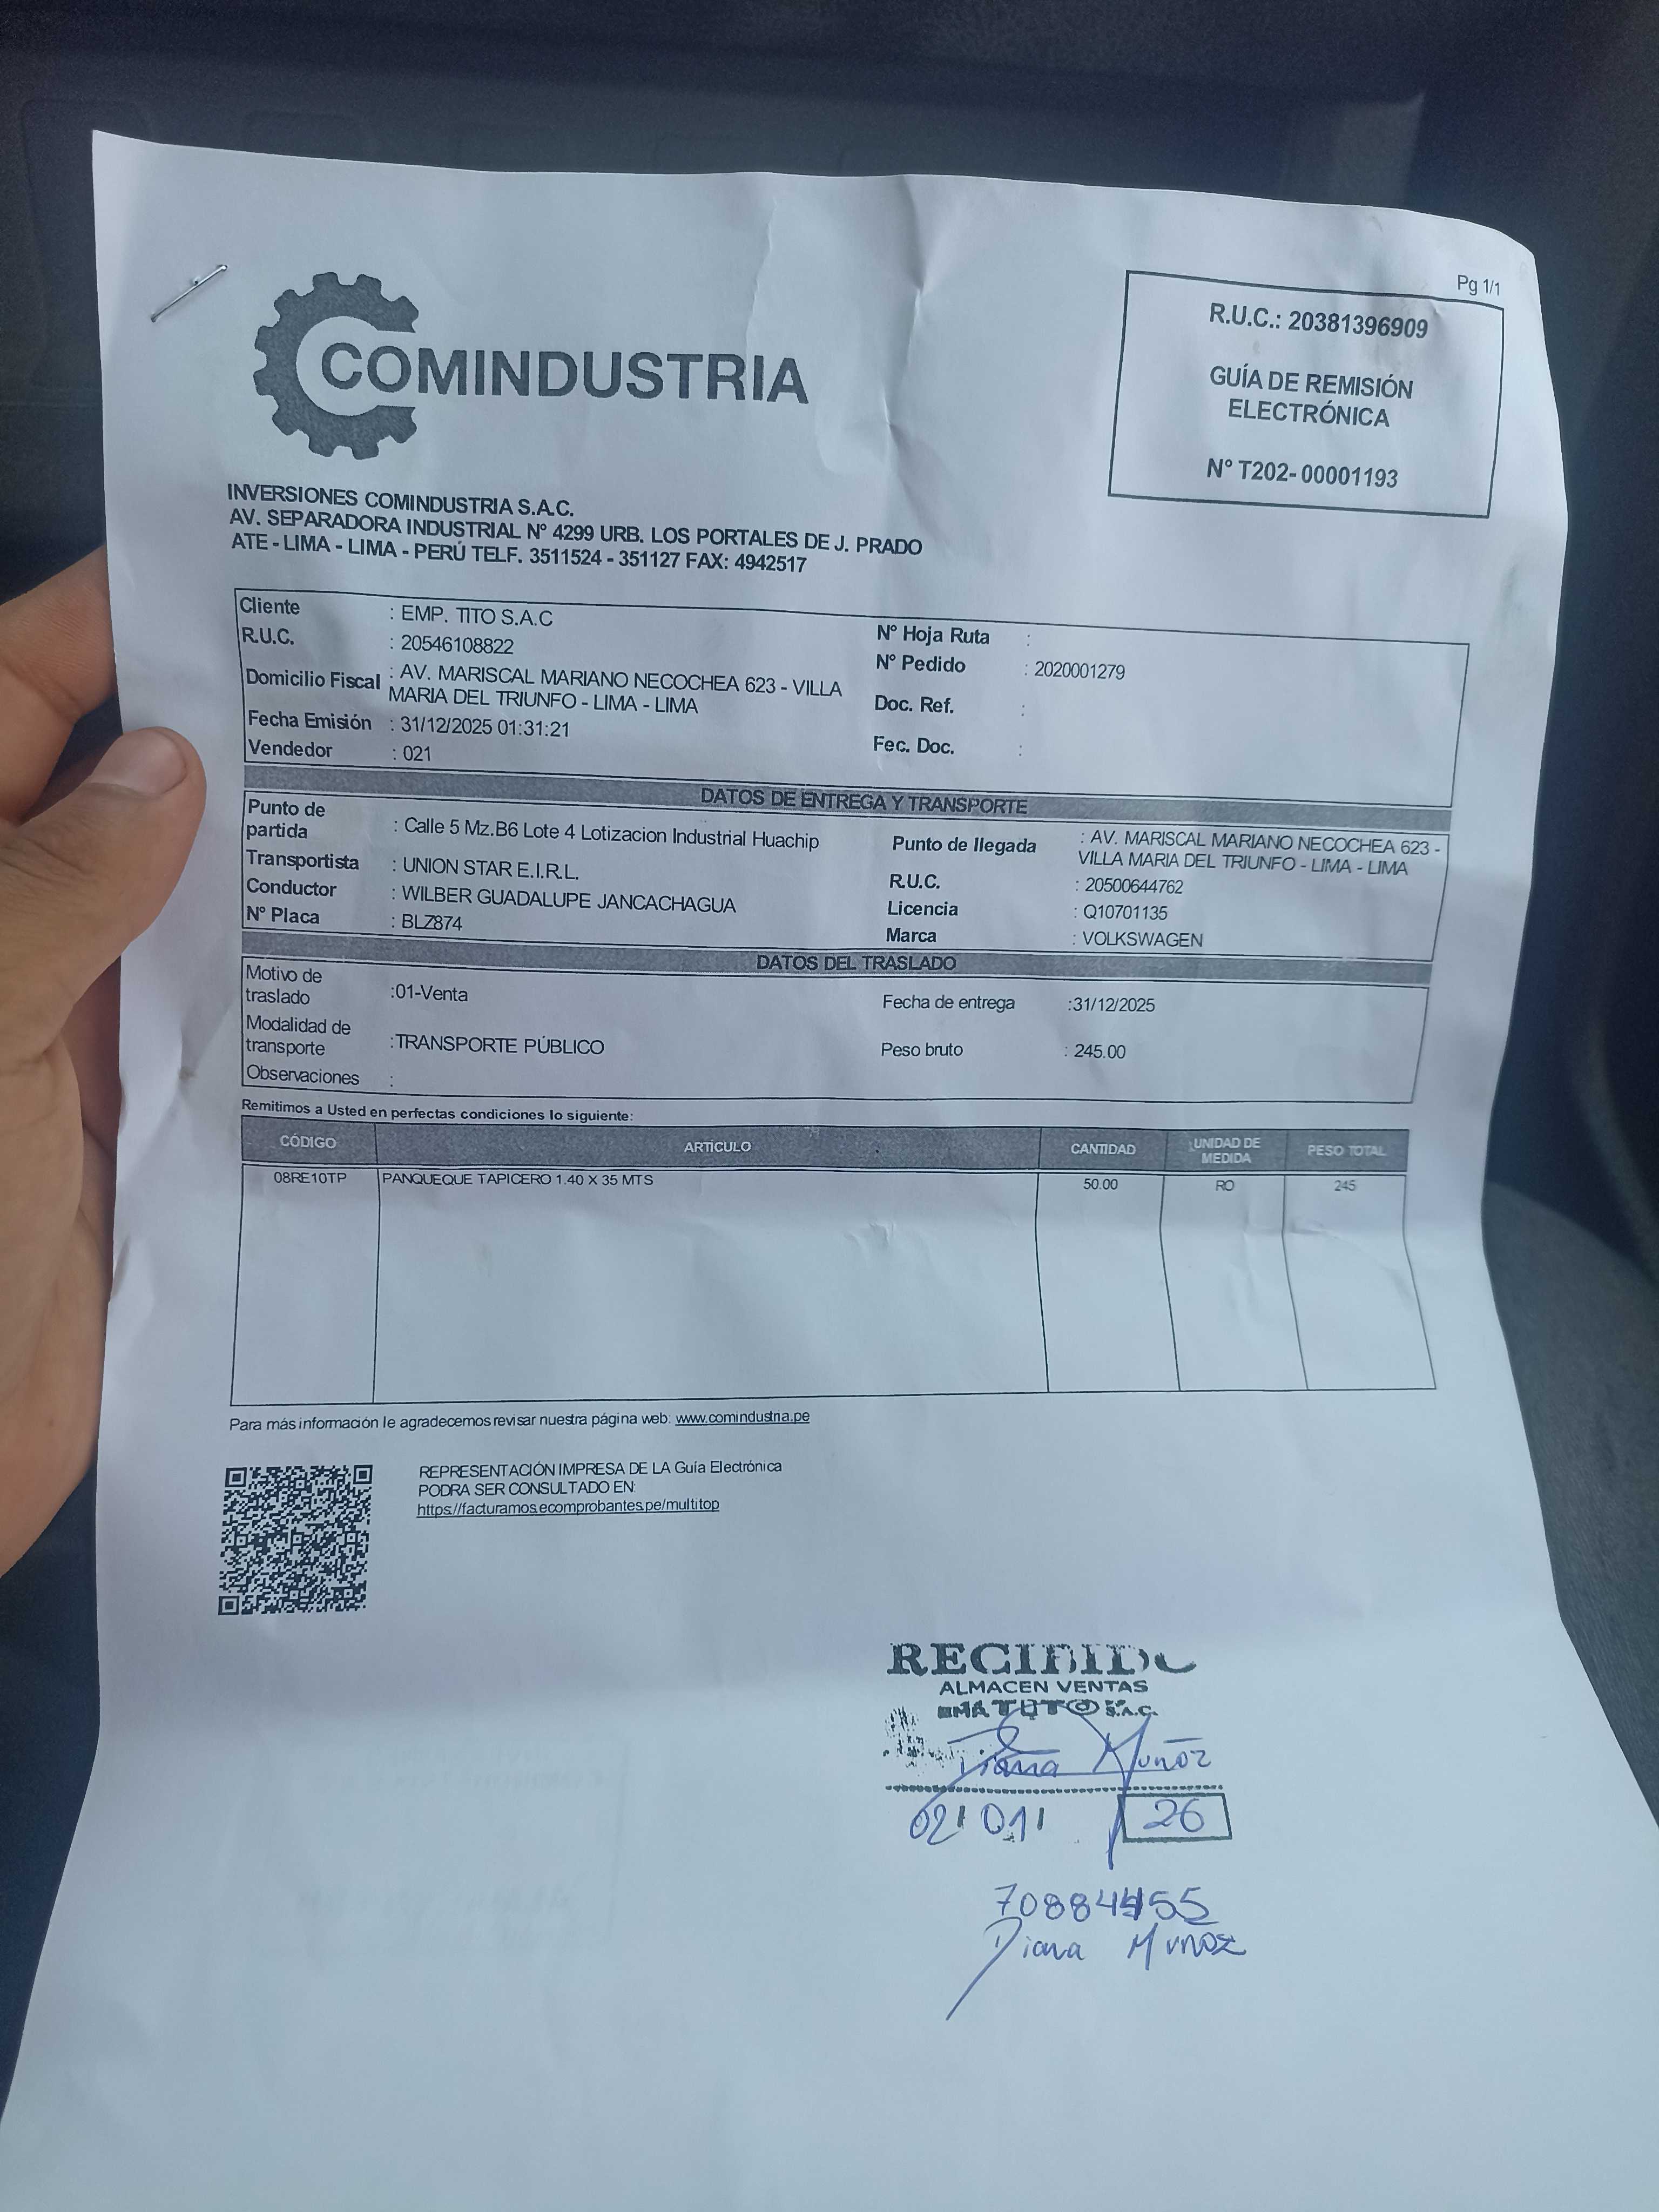 Pg 1/1
COMINDUSTRIA
R.U.C.: 20381396909
GUÍA DE REMISIÓN
ELECTRÓNICA
N° T202-00001193
INVERSIONES COMINDUSTRIA S.A.C.
AV. SEPARADORA INDUSTRIAL Nº 4299 URB. LOS PORTALES DE J. PRADO
ATE - LIMA - LIMA - PERÚ TELF. 3511524 - 351127 FAX: 4942517
Cliente : EMP. TITO S.A.C
R.U.C. : 20546108822
Domicilio Fiscal : AV. MARISCAL MARIANO NECOCHEA 623 - VILLA
MARIA DEL TRIUNFO - LIMA - LIMA
Fecha Emisión : 31/12/2025 01:31:21
Vendedor : 021
Nº Hoja Ruta :
Nº Pedido : 2020001279
Doc. Ref. :
Fec. Doc. :
DATOS DE ENTREGA Y TRANSPORTE
Punto de
partida : Calle 5 Mz.B6 Lote 4 Lotizacion Industrial Huachip
Transportista : UNION STAR E.I.R.L.
Conductor : WILBER GUADALUPE JANCACHAGUA
Nº Placa : BLZ874
Punto de llegada : AV. MARISCAL MARIANO NECOCHEA 623 -
VILLA MARIA DEL TRIUNFO - LIMA - LIMA
R.U.C. : 20500644762
Licencia : Q10701135
Marca : VOLKSWAGEN
DATOS DEL TRASLADO
Motivo de
traslado :01-Venta
Modalidad de
transporte :TRANSPORTE PÚBLICO
Observaciones :
Fecha de entrega :31/12/2025
Peso bruto : 245.00
Remitimos a Usted en perfectas condiciones lo siguiente:
CÓDIGO ARTICULO CANTIDAD UNIDAD DE MEDIDA PESO TOTAL
08RE10TP PANQUEQUE TAPICERO 1.40 X 35 MTS 50.00 RO 245
Para más información le agradecemos revisar nuestra página web: www.comindustria.pe
REPRESENTACIÓN IMPRESA DE LA Guía Electrónica
PODRA SER CONSULTADO EN:
https://facturamos.ecomprobantes.pe/multitop
RECIBIDO
ALMACEN VENTAS
S.A.C.
Diana Muñoz
02 01 26
Diana Muñoz